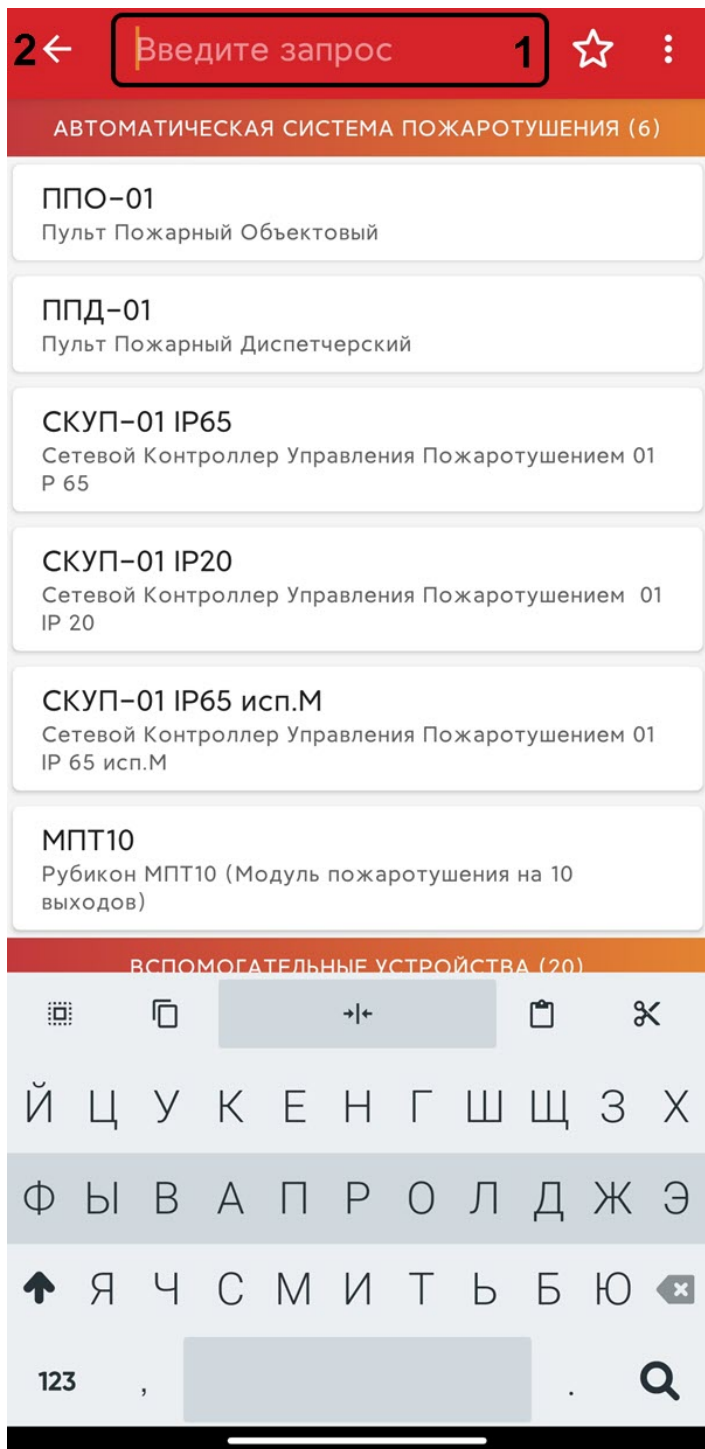 2 Введите запрос 1
АВТОМАТИЧЕСКАЯ СИСТЕМА ПОЖАРОТУШЕНИЯ (6)
ППО-01
Пульт Пожарный Объектовый
ППД-01
Пульт Пожарный Диспетчерский
СКУП-01 IP65
Сетевой Контроллер Управления Пожаротушением 01
P 65
СКУП-01 IP20
Сетевой Контроллер Управления Пожаротушением 01
IP 20
СКУП-01 IP65 исп.М
Сетевой Контроллер Управления Пожаротушением 01
IP 65 исп.М
МПТ10
Рубикон МПТ10 (Модуль пожаротушения на 10
выходов)
ВСПОМОГАТЕЛЬНЫЕ УСТРОЙСТВА (20)
Й Ц У К Е Н Г Ш Щ З Х
Ф Ы В А П Р О Л Д Ж Э
Я Ч С М И Т Ь Б Ю
123 , .